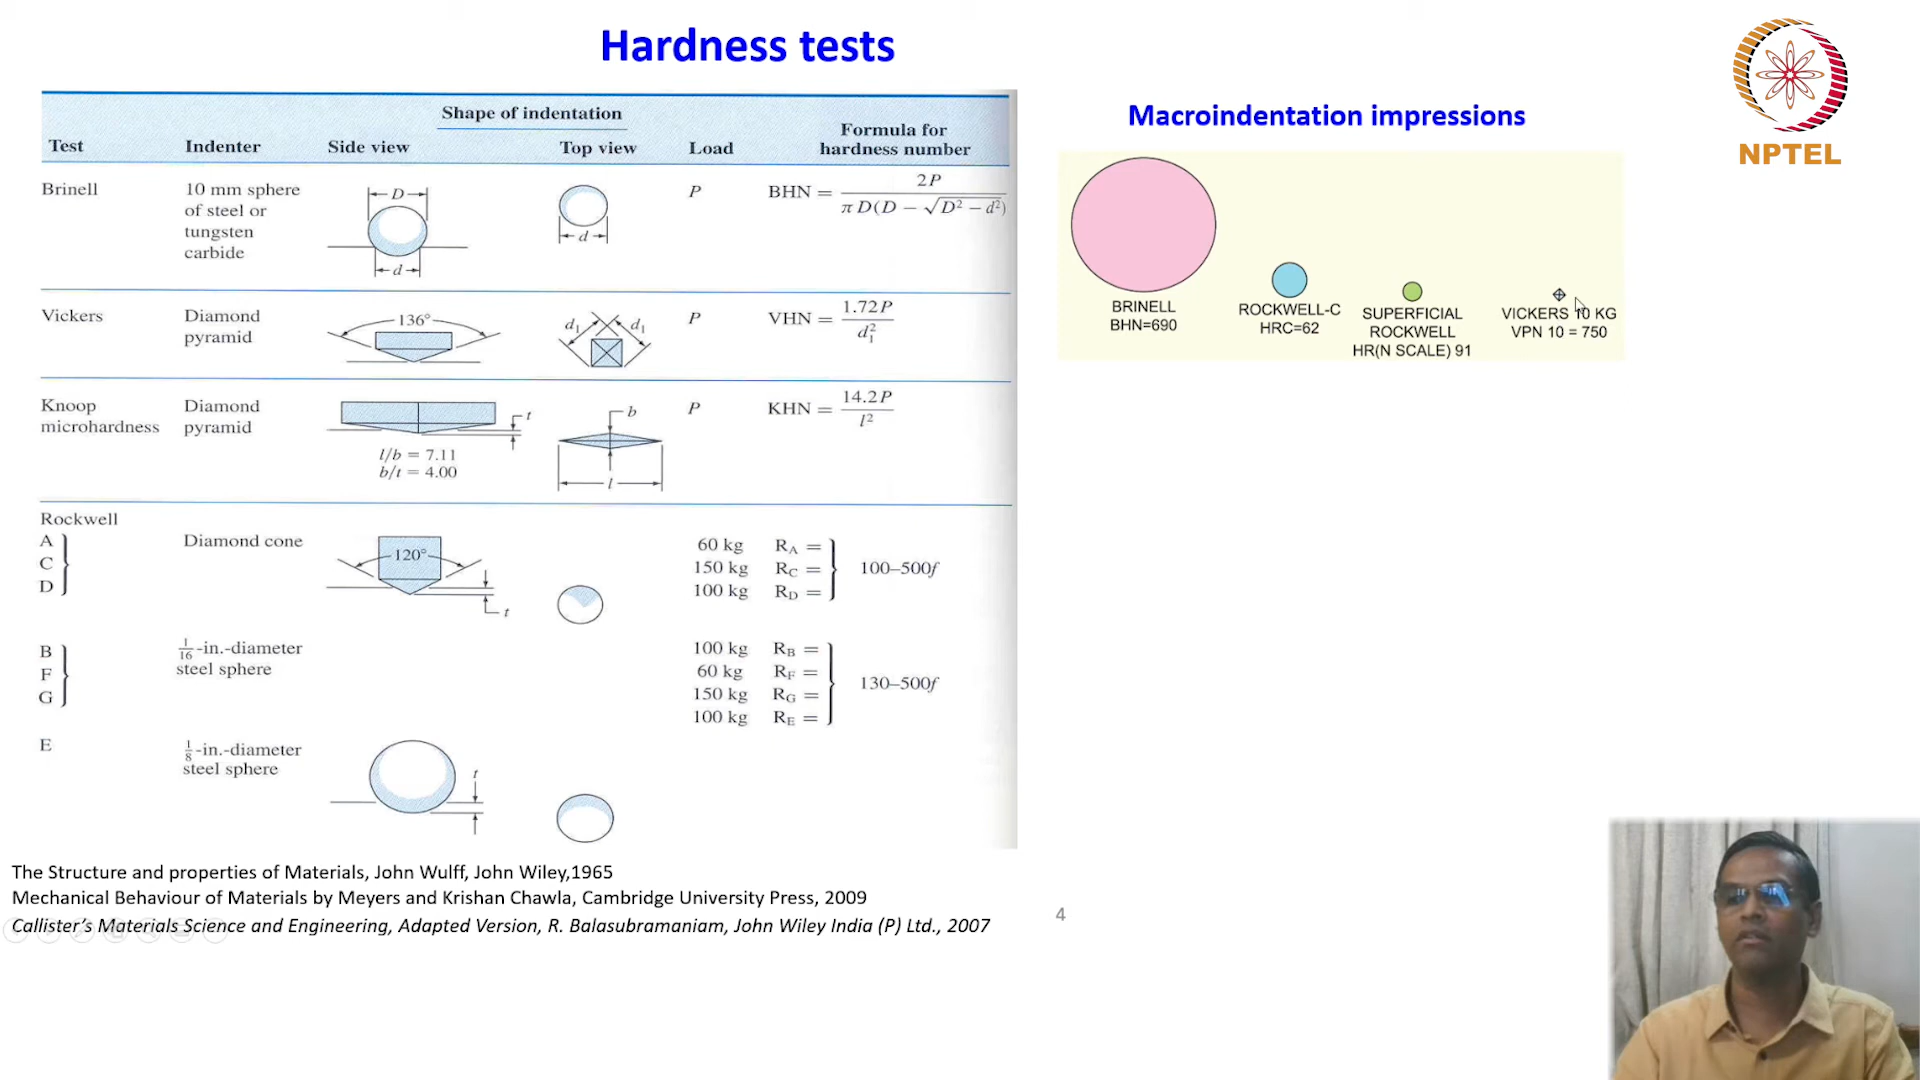 Hardness tests
NPTEL
Shape of indentation
Test Indenter Side view Top view Load Formula for hardness number
Brinell
10 mm sphere
of steel or
tungsten
carbide
D
d
d
P
BHN = 2P / π D(D − √D² − d²)
Vickers
Diamond
pyramid
136°
d₁ d₁
P
VHN = 1.72P / d₁²
Knoop
microhardness
Diamond
pyramid
t
l/b = 7.11
b/t = 4.00
b
l
P
KHN = 14.2P / l²
Rockwell
A
C
D
Diamond cone
120°
t
60 kg R_A =
150 kg R_C =
100 kg R_D =
100–500f
B
F
G
1/16-in.-diameter
steel sphere
100 kg R_B =
60 kg R_F =
150 kg R_G =
100 kg R_E =
130–500f
E
1/8-in.-diameter
steel sphere
t
Macroindentation impressions
BRINELL
BHN=690
ROCKWELL-C
HRC=62
SUPERFICIAL
ROCKWELL
HR(N SCALE) 91
VICKERS 10 KG
VPN 10 = 750
The Structure and properties of Materials, John Wulff, John Wiley,1965
Mechanical Behaviour of Materials by Meyers and Krishan Chawla, Cambridge University Press, 2009
Callister's Materials Science and Engineering, Adapted Version, R. Balasubramaniam, John Wiley India (P) Ltd., 2007
4